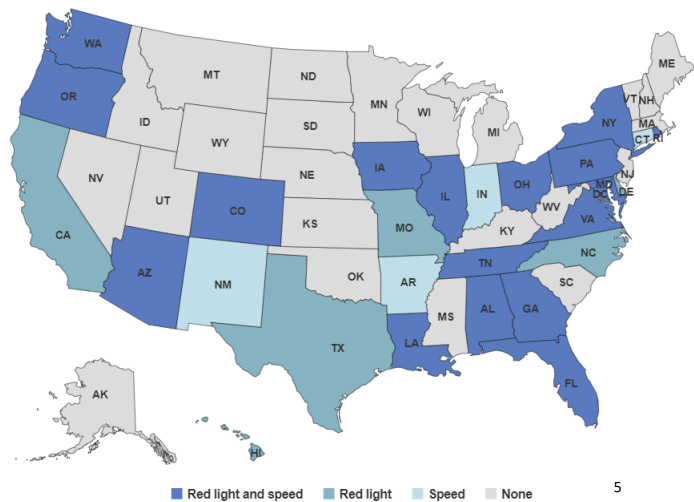 WA
MT
ND
MN
ME
OR
ID
SD
WI
MI
VT
NH
NY
MA
CT
RI
WY
IA
PA
NJ
NV
NE
IL
IN
OH
MD
DE
DC
UT
CO
WV
CA
KS
MO
KY
VA
AZ
NM
OK
AR
TN
NC
SC
MS
AL
GA
TX
LA
FL
AK
HI
Red light and speed
Red light
Speed
None
5